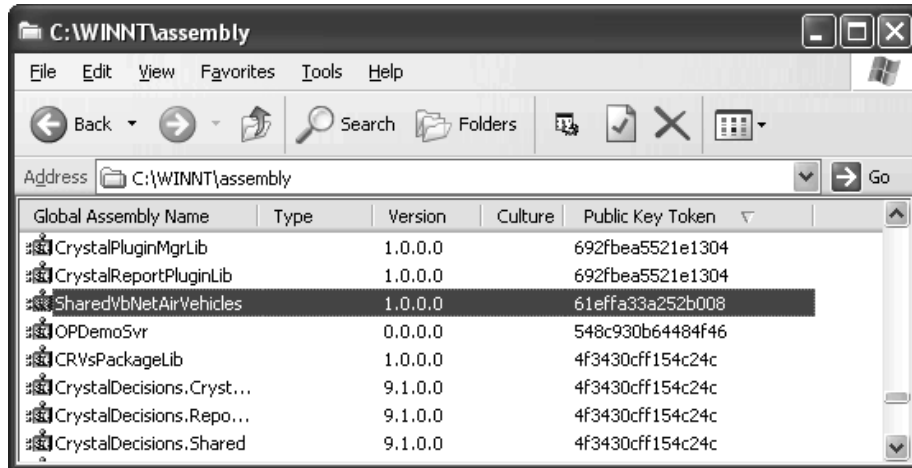 C:\WINNT\assembly
File Edit View Favorites Tools Help
Back Search Folders
Address C:\WINNT\assembly Go
Global Assembly Name Type Version Culture Public Key Token
CrystalPluginMgrLib 1.0.0.0 692fbea5521e1304
CrystalReportPluginLib 1.0.0.0 692fbea5521e1304
SharedVbNetAirVehicles 1.0.0.0 61effa33a252b008
OPDemoSvr 0.0.0.0 548c930b64484f46
CRVsPackageLib 1.0.0.0 4f3430cff154c24c
CrystalDecisions.Cryst... 9.1.0.0 4f3430cff154c24c
CrystalDecisions.Repo... 9.1.0.0 4f3430cff154c24c
CrystalDecisions.Shared 9.1.0.0 4f3430cff154c24c